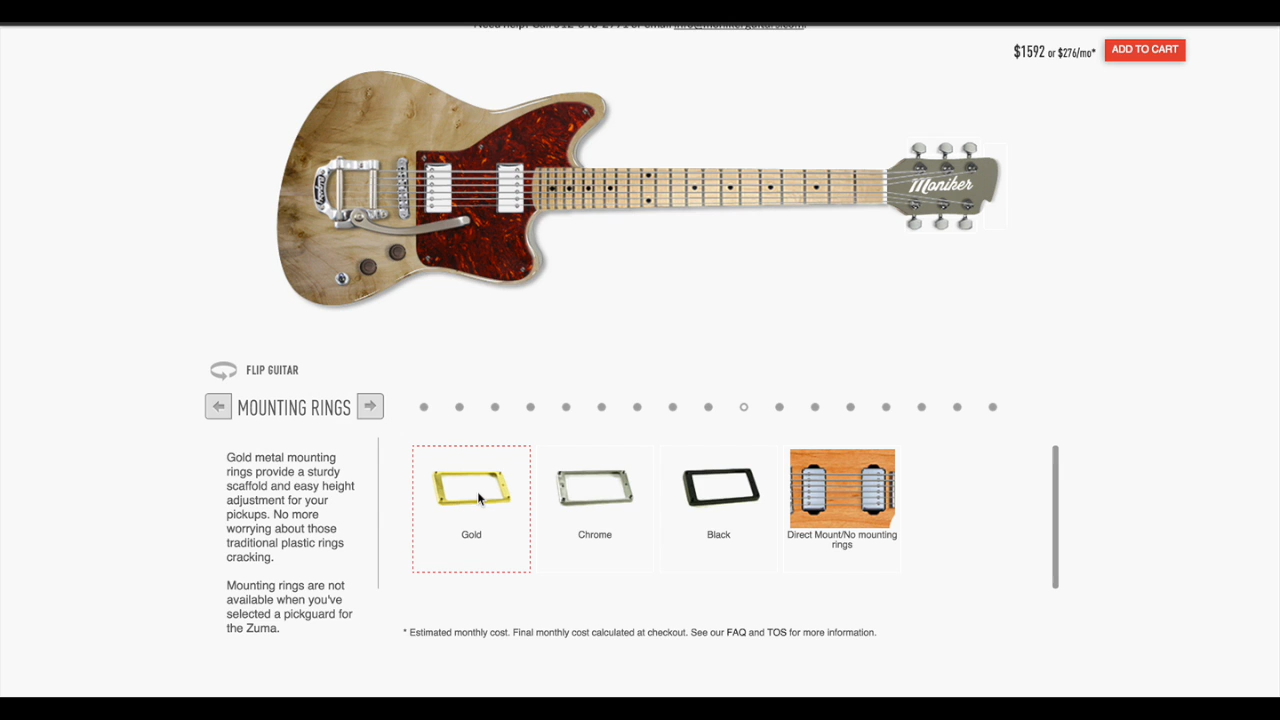 $1592 or $276/mo*
ADD TO CART
Moniker
FLIP GUITAR
MOUNTING RINGS
Gold metal mounting
rings provide a sturdy
scaffold and easy height
adjustment for your
pickups. No more
worrying about those
traditional plastic rings
cracking.
Mounting rings are not
available when you've
selected a pickguard for
the Zuma.
Gold
Chrome
Black
Direct Mount/No mounting
rings
* Estimated monthly cost. Final monthly cost calculated at checkout. See our FAQ and TOS for more information.